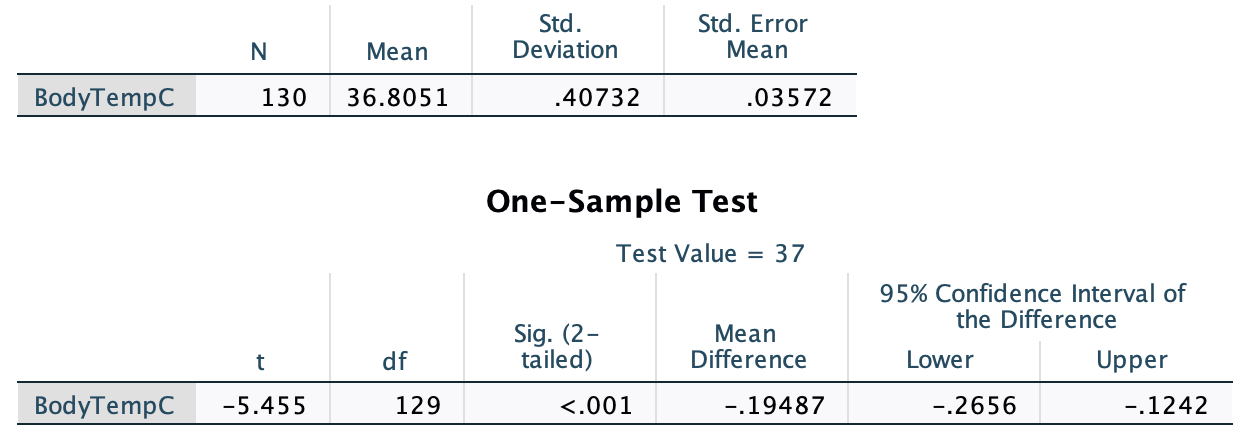 N Mean Std. Deviation Std. Error Mean
BodyTempC 130 36.8051 .40732 .03572
One-Sample Test
Test Value = 37
95% Confidence Interval of the Difference
t df Sig. (2-tailed) Mean Difference Lower Upper
BodyTempC -5.455 129 <.001 -.19487 -.2656 -.1242